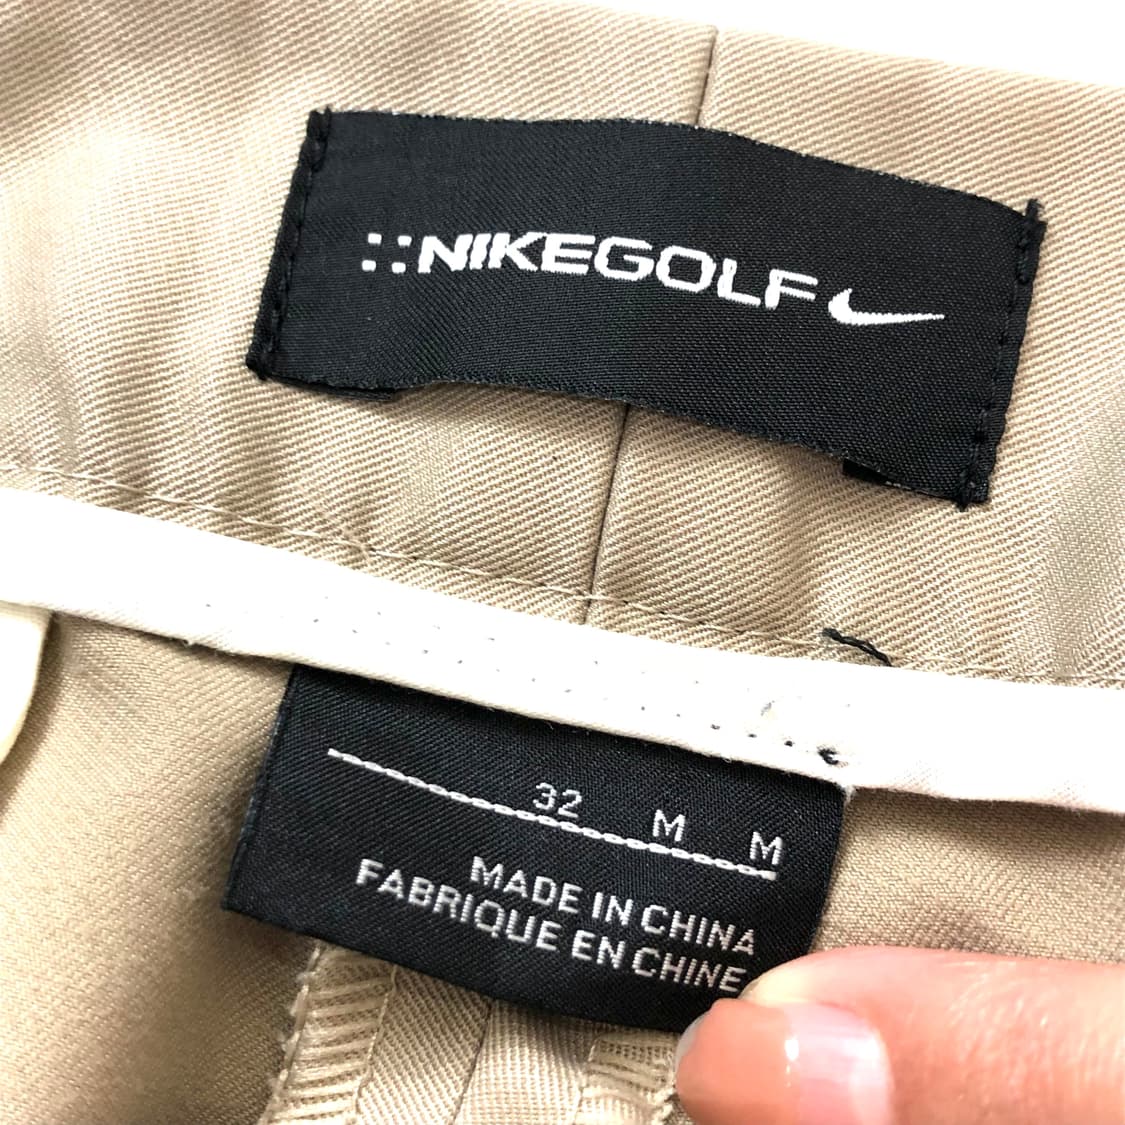 ::NIKEGOLF
32 M M
MADE IN CHINA
FABRIQUE EN CHINE